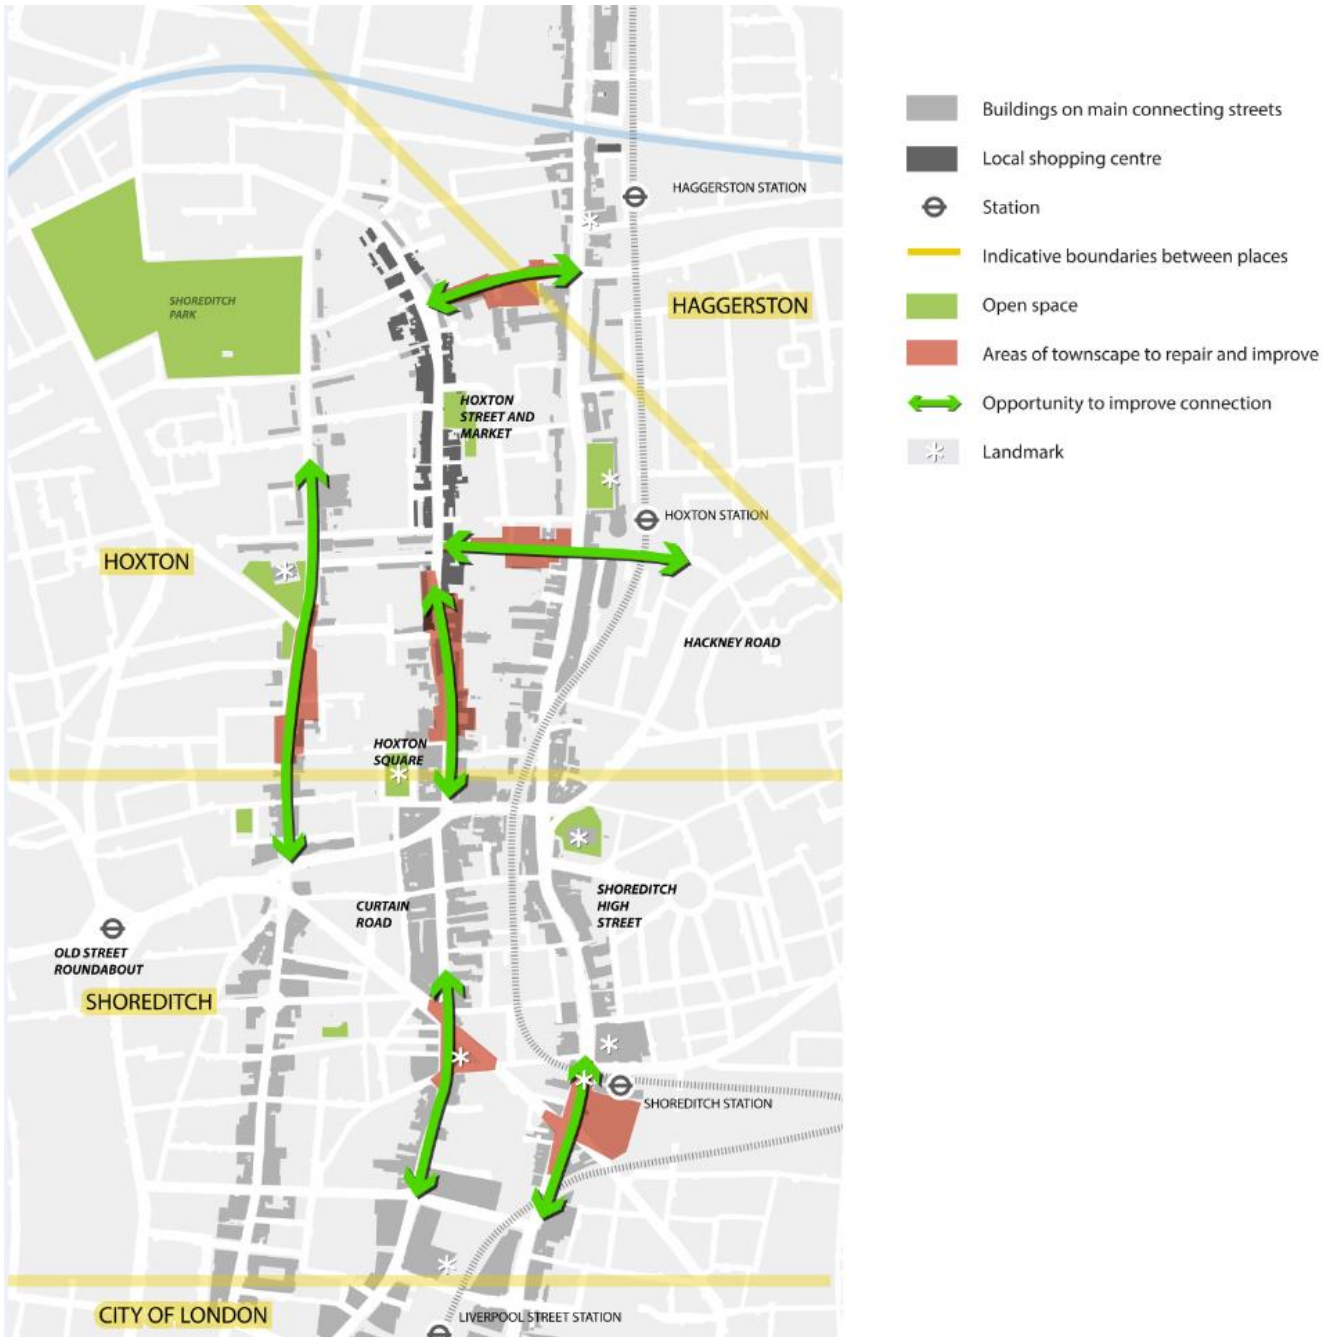 Buildings on main connecting streets
Local shopping centre
HAGGERSTON STATION
Station
Indicative boundaries between places
SHOREDITCH
PARK
HAGGERSTON
Open space
Areas of townscape to repair and improve
HOXTON
STREET AND
MARKET
Opportunity to improve connection
Landmark
HOXTON STATION
HOXTON
HACKNEY ROAD
HOXTON
SQUARE
CURTAIN
ROAD
SHOREDITCH
HIGH
STREET
OLD STREET
ROUNDABOUT
SHOREDITCH
SHOREDITCH STATION
CITY OF LONDON
LIVERPOOL STREET STATION